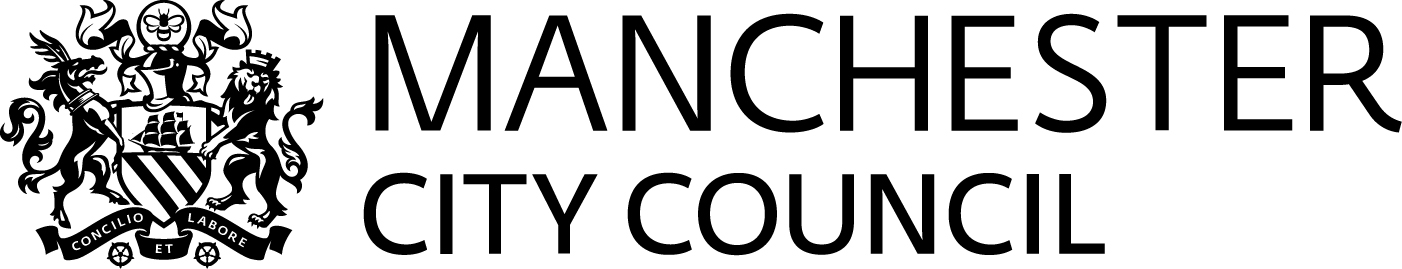 MANCHESTER
CITY COUNCIL
CONCILIO ET LABORE